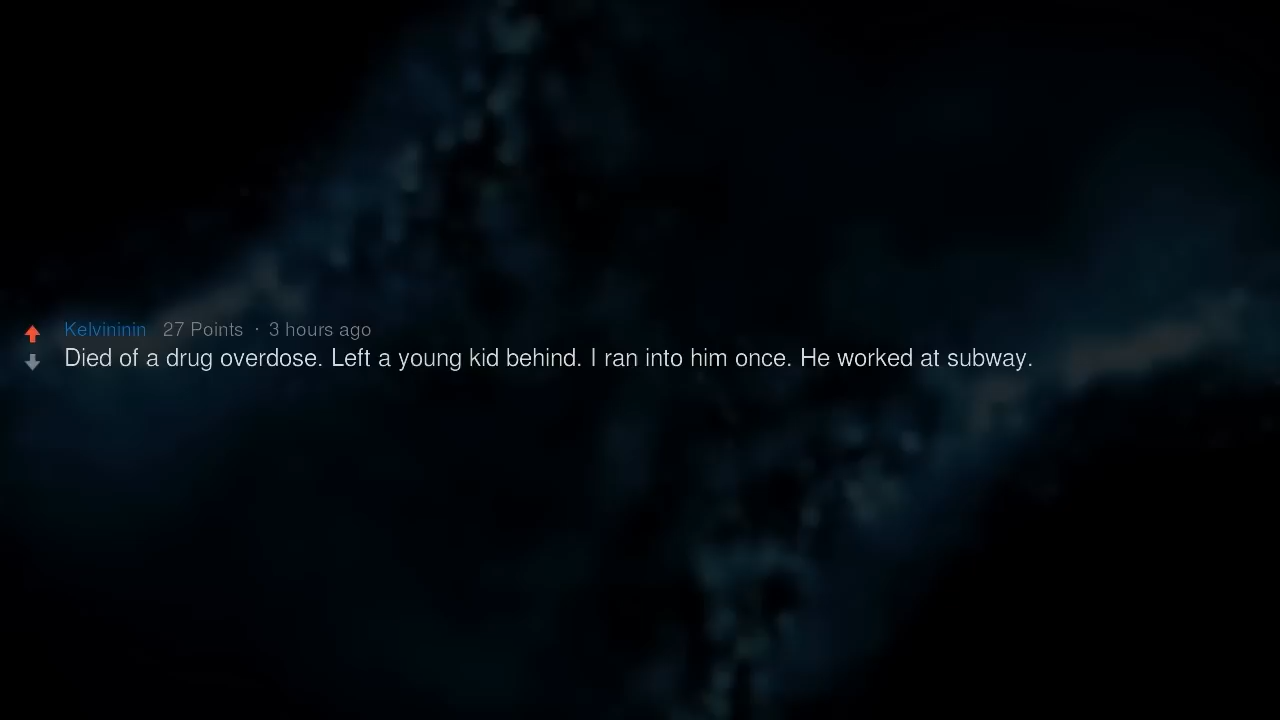 Kelvininin 27 Points · 3 hours ago
Died of a drug overdose. Left a young kid behind. I ran into him once. He worked at subway.